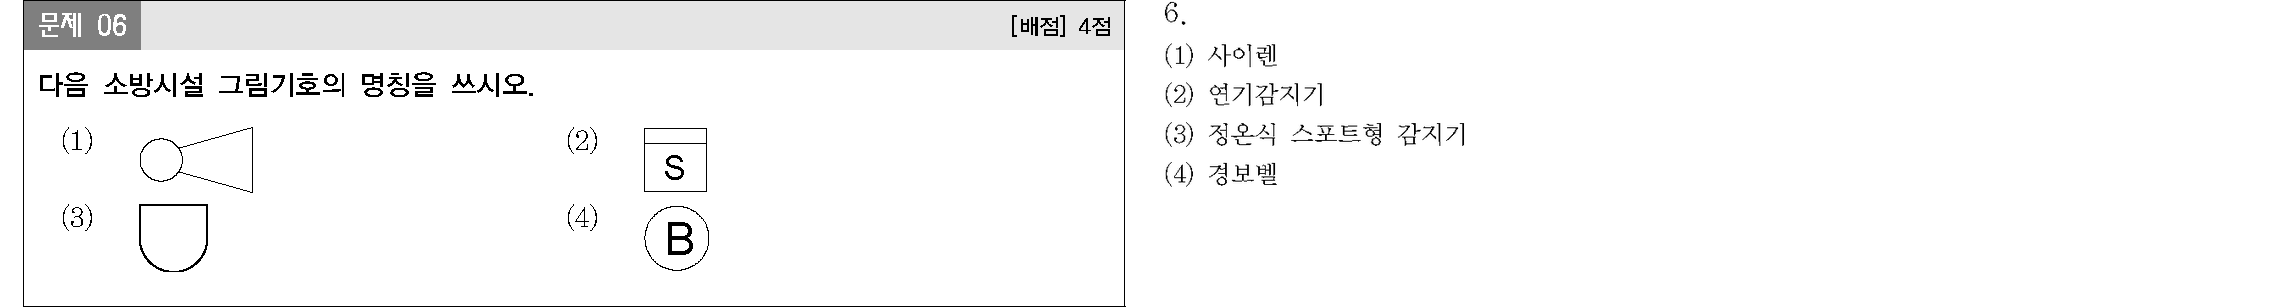 문제 06
[배점] 4점
다음 소방시설 그림기호의 명칭을 쓰시오.
(1)
(2) S
(3)
(4) B
6.
(1) 사이렌
(2) 연기감지기
(3) 정온식 스포트형 감지기
(4) 경보벨